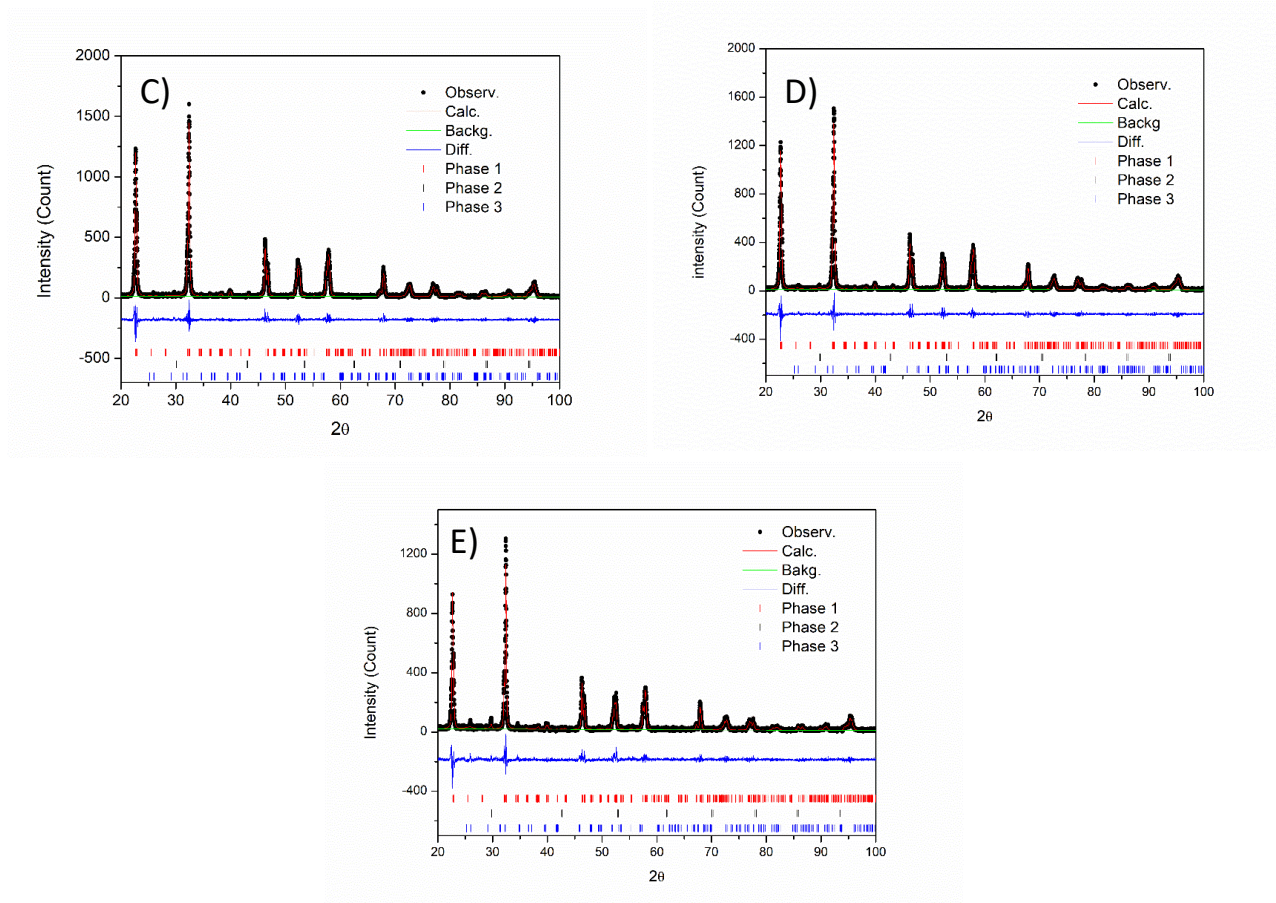 C)
2000
1500
1000
500
0
-500
Intensity (Count)
Observ.
Calc.
Backg.
Diff.
Phase 1
Phase 2
Phase 3
20 30 40 50 60 70 80 90 100
2θ
D)
2000
1600
1200
800
400
0
-400
intensity (Count)
Observ.
Calc.
Backg
Diff.
Phase 1
Phase 2
Phase 3
20 30 40 50 60 70 80 90 100
2θ
E)
1200
800
400
0
-400
Intensity (Count)
Observ.
Calc.
Bakg.
Diff.
Phase 1
Phase 2
Phase 3
20 30 40 50 60 70 80 90 100
2θ